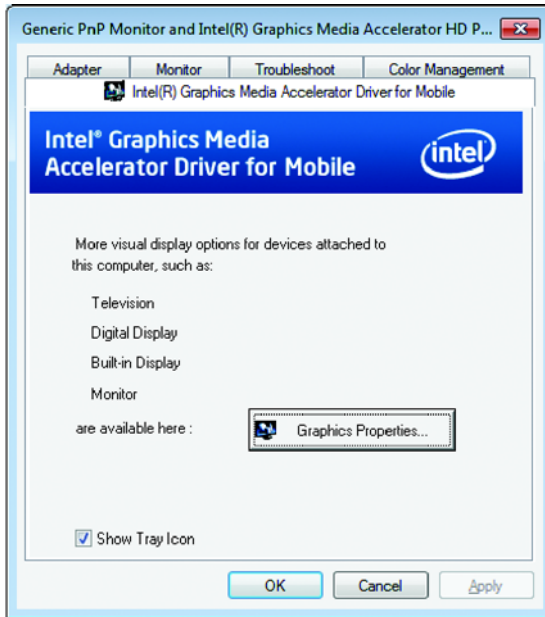 Generic PnP Monitor and Intel(R) Graphics Media Accelerator HD P...
Adapter
Monitor
Troubleshoot
Color Management
Intel(R) Graphics Media Accelerator Driver for Mobile
Intel® Graphics Media
Accelerator Driver for Mobile
intel
More visual display options for devices attached to
this computer, such as:
Television
Digital Display
Built-in Display
Monitor
are available here :
Graphics Properties...
Show Tray Icon
OK
Cancel
Apply